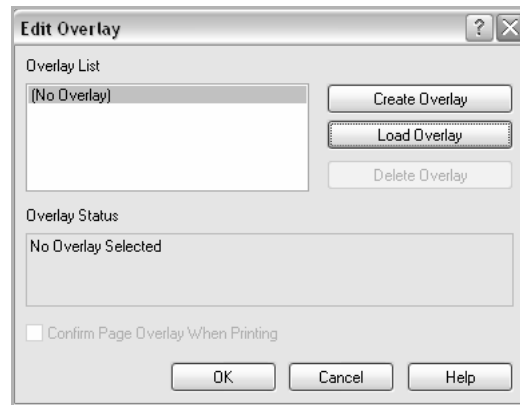 Edit Overlay
Overlay List
(No Overlay)
Create Overlay
Load Overlay
Delete Overlay
Overlay Status
No Overlay Selected
Confirm Page Overlay When Printing
OK Cancel Help